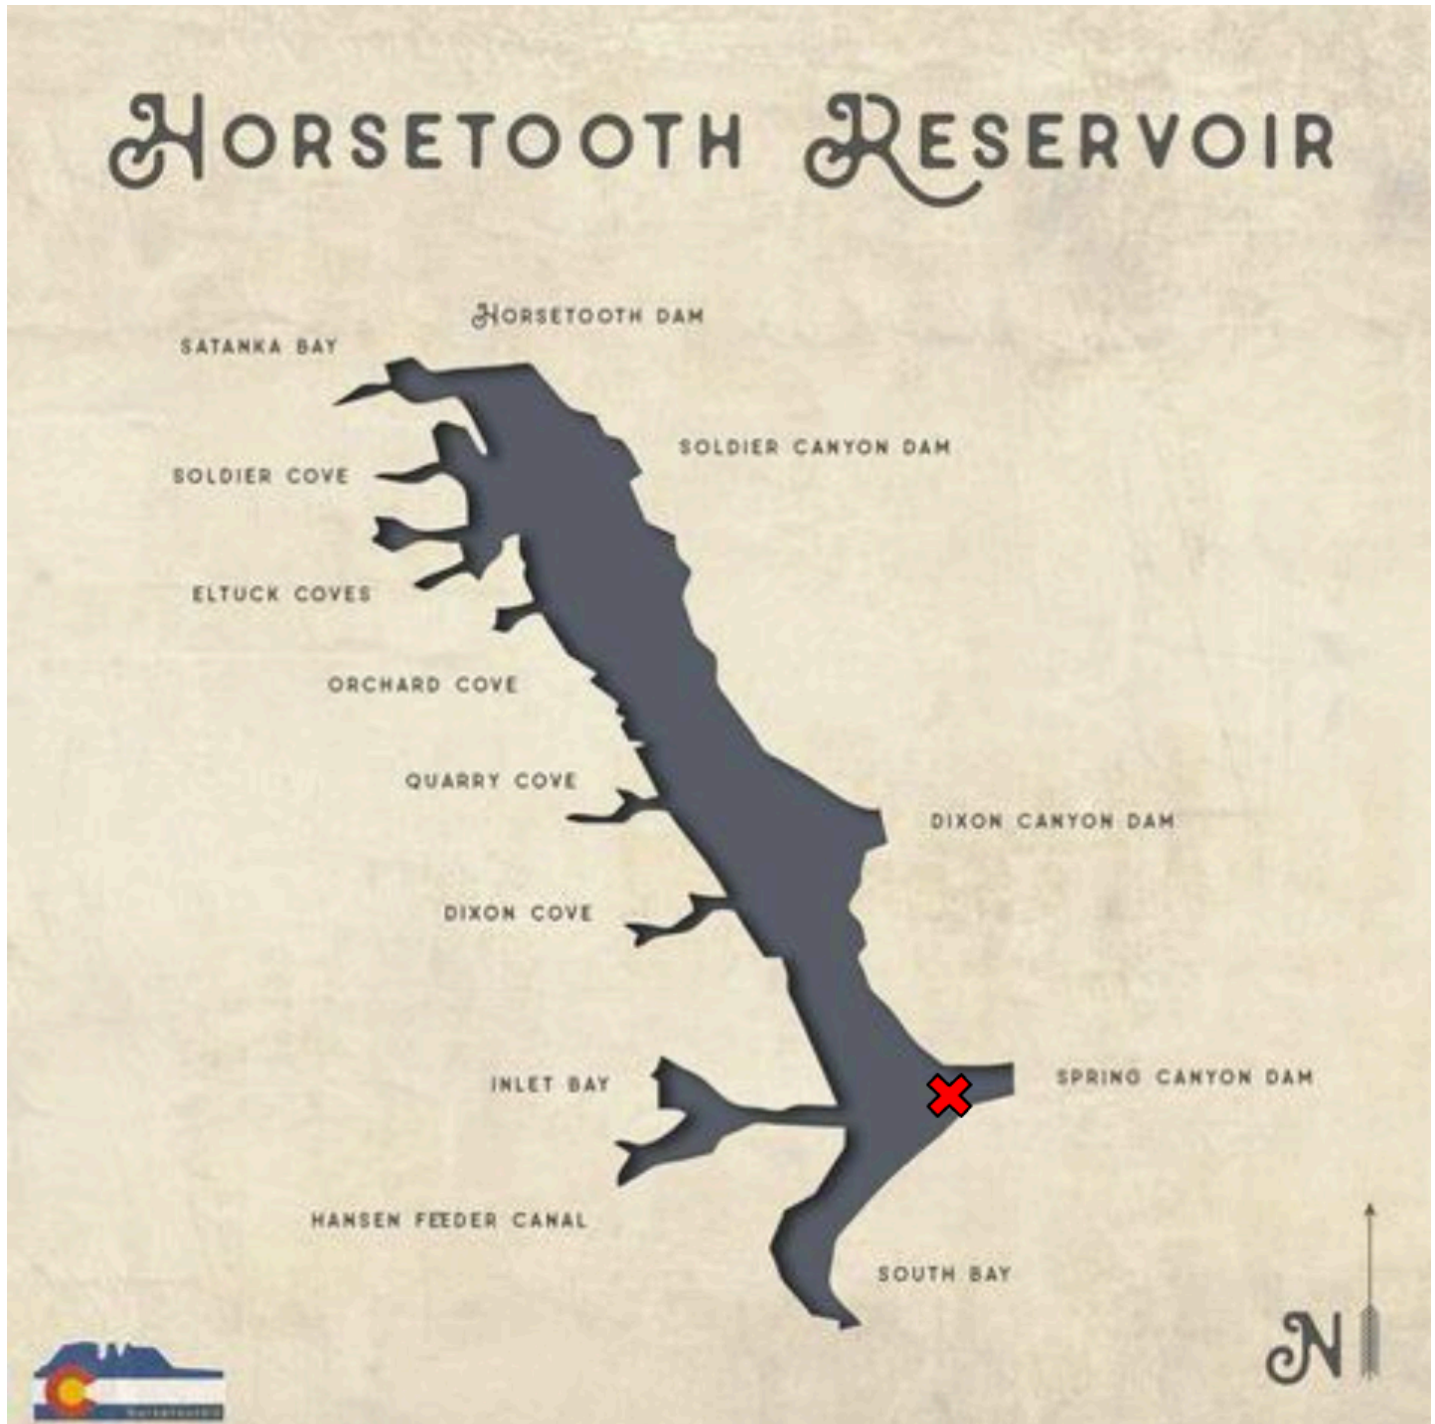 HORSETOOTH RESERVOIR
HORSETOOTH DAM
SATANKA BAY
SOLDIER CANYON DAM
SOLDIER COVE
ELTUCK COVES
ORCHARD COVE
QUARRY COVE
DIXON CANYON DAM
DIXON COVE
INLET BAY
SPRING CANYON DAM
HANSEN FEEDER CANAL
SOUTH BAY
N